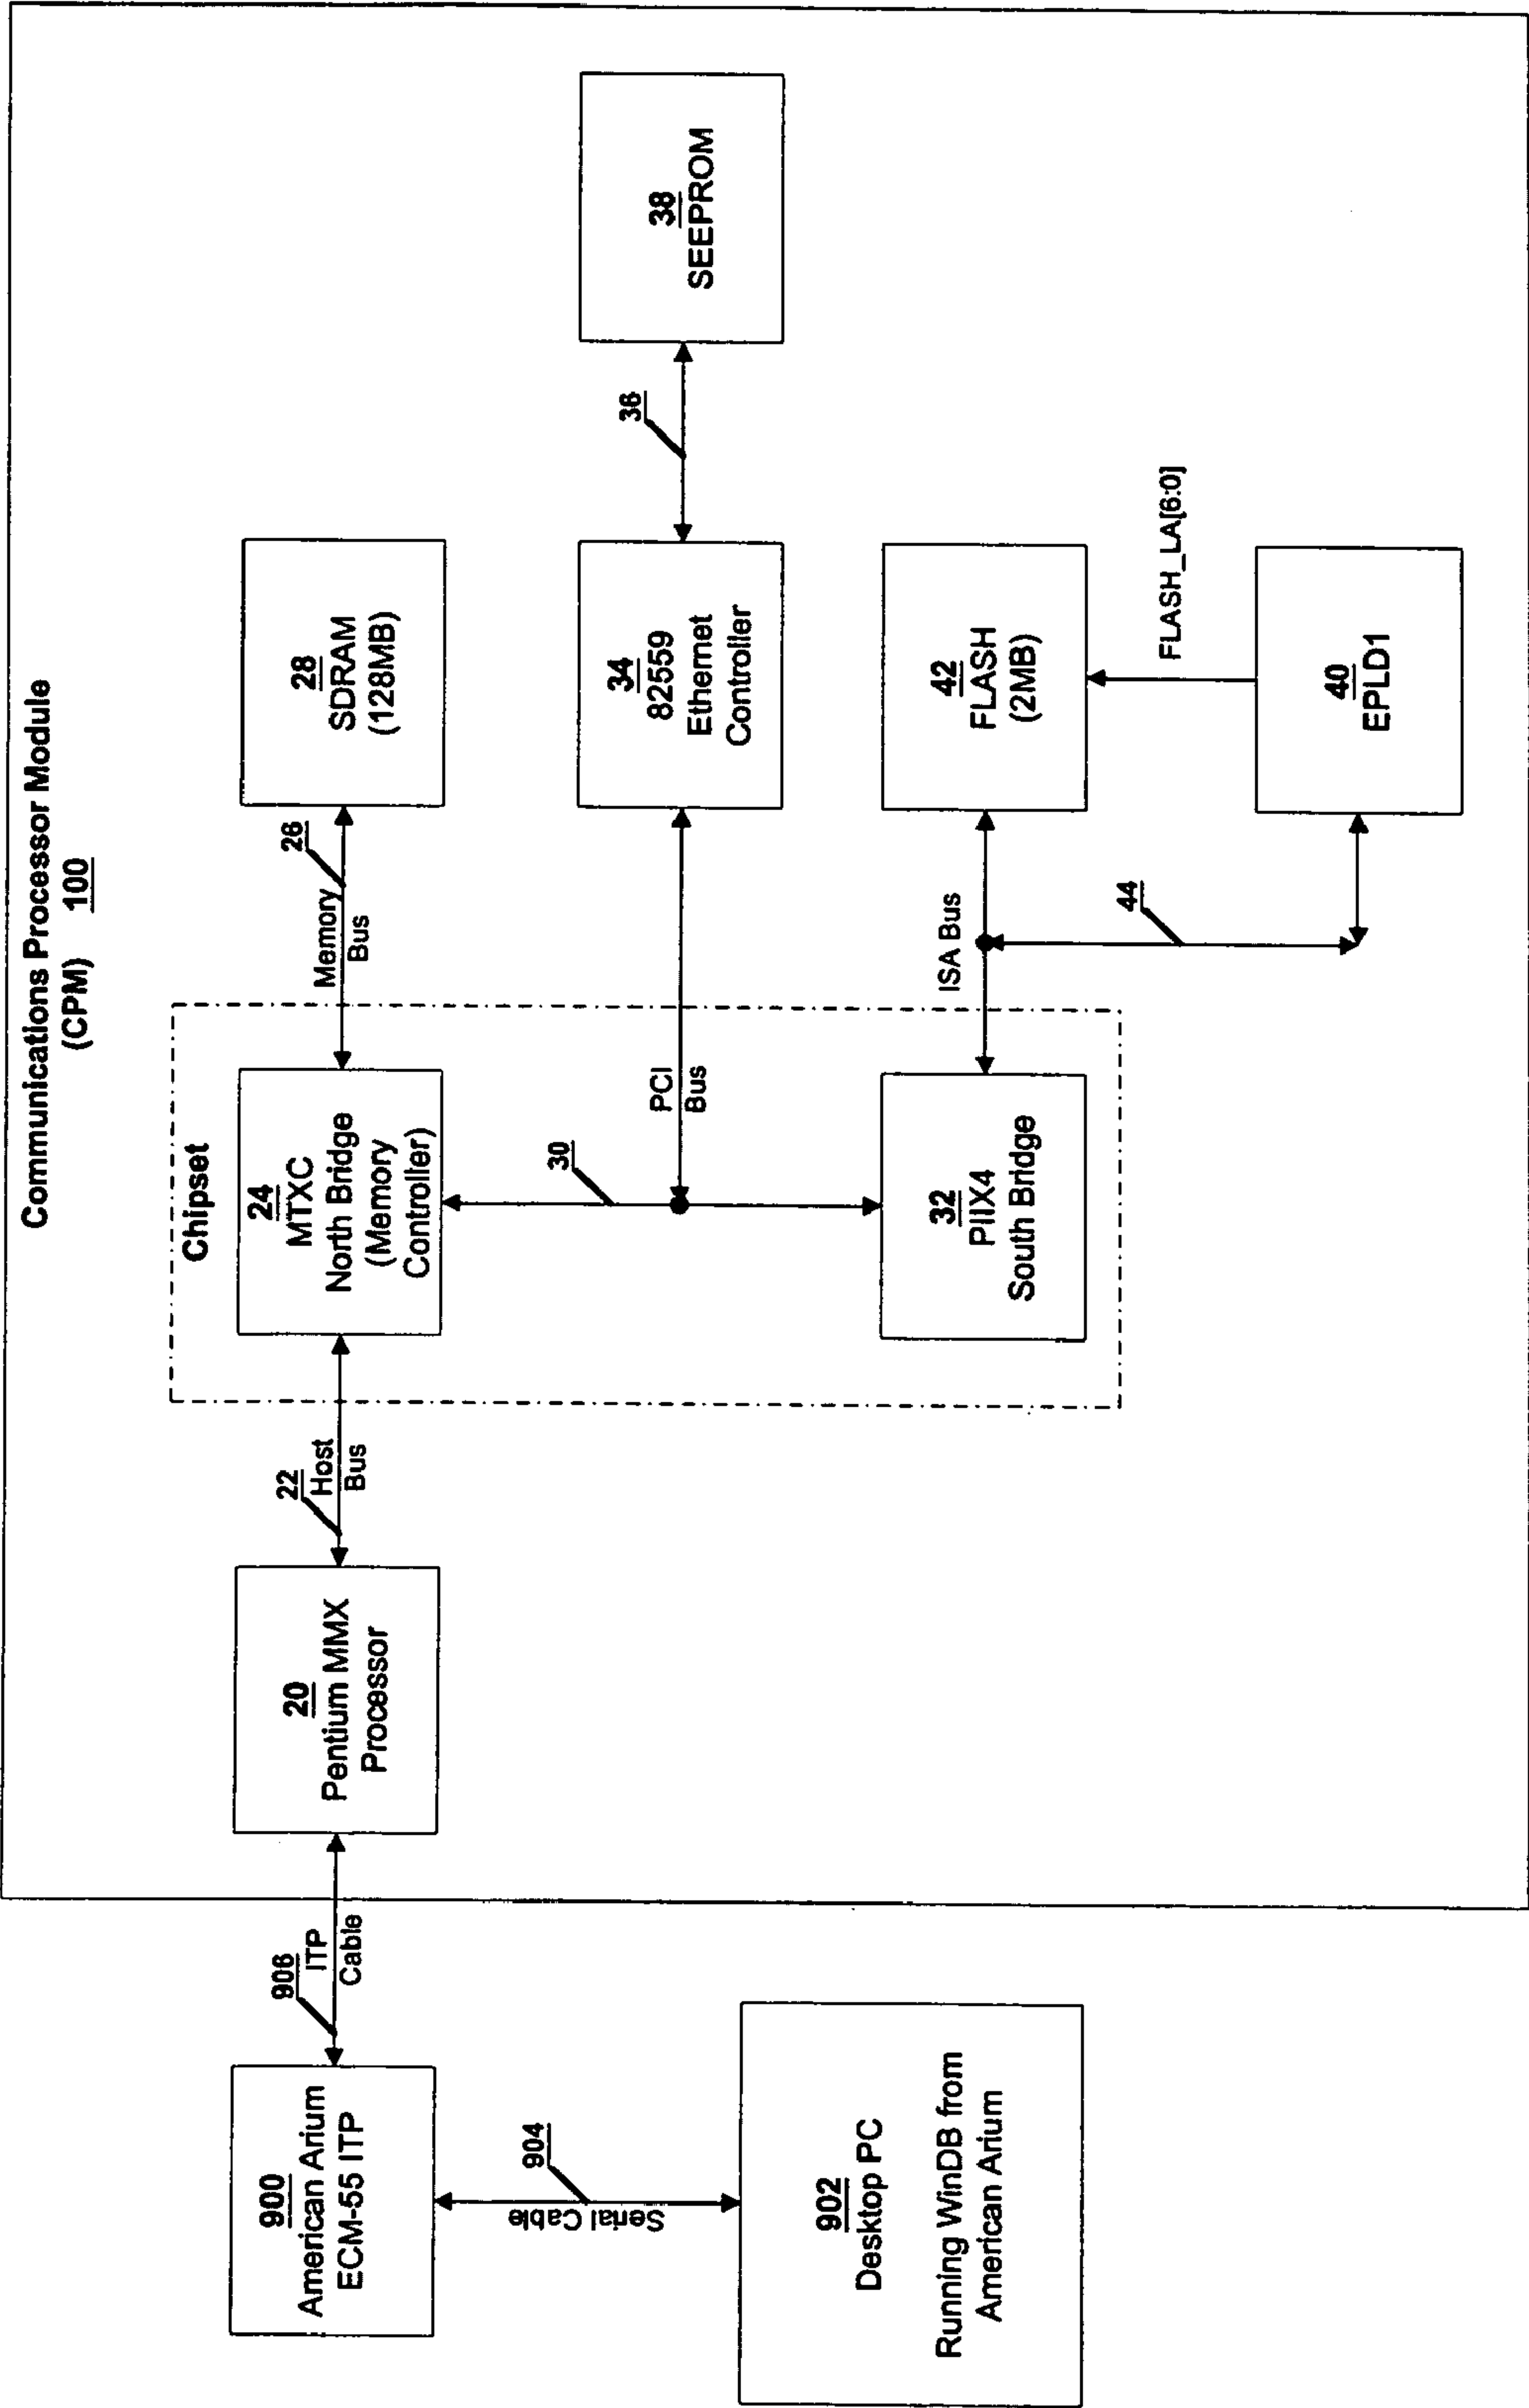 Communications Processor Module
(CPM) 100
900
American Arium
ECM-55 ITP
906
ITP
Cable
904
Serial Cable
902
Desktop PC
Running WinDB from
American Arium
20
Pentium MMX
Processor
22
Host
Bus
Chipset
24
MTXC
North Bridge
(Memory
Controller)
30
PCI
Bus
32
PIIX4
South Bridge
Memory
Bus
26
28
SDRAM
(128MB)
34
82559
Ethernet
Controller
36
38
SEEPROM
ISA Bus
44
42
FLASH
(2MB)
FLASH_LA[6:0]
40
EPLD1